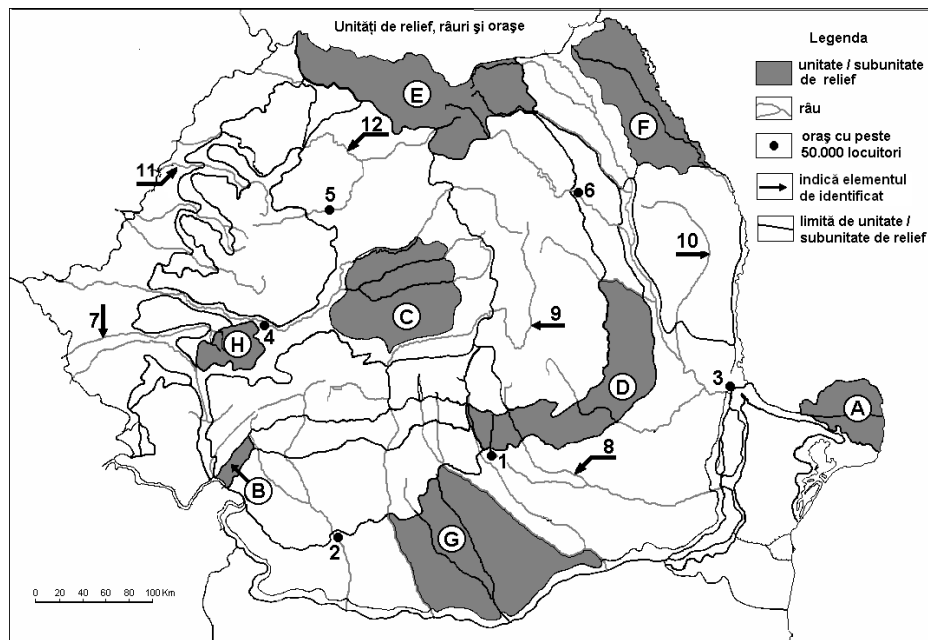 Unități de relief, râuri și orașe
Legenda
unitate / subunitate
de relief
râu
oraș cu peste
50.000 locuitori
indică elementul
de identificat
limită de unitate /
subunitate de relief
E
F
12
11
5
6
10
7
4
H
C
9
D
3
A
B
1
8
2
G
0 20 40 60 80 100 Km